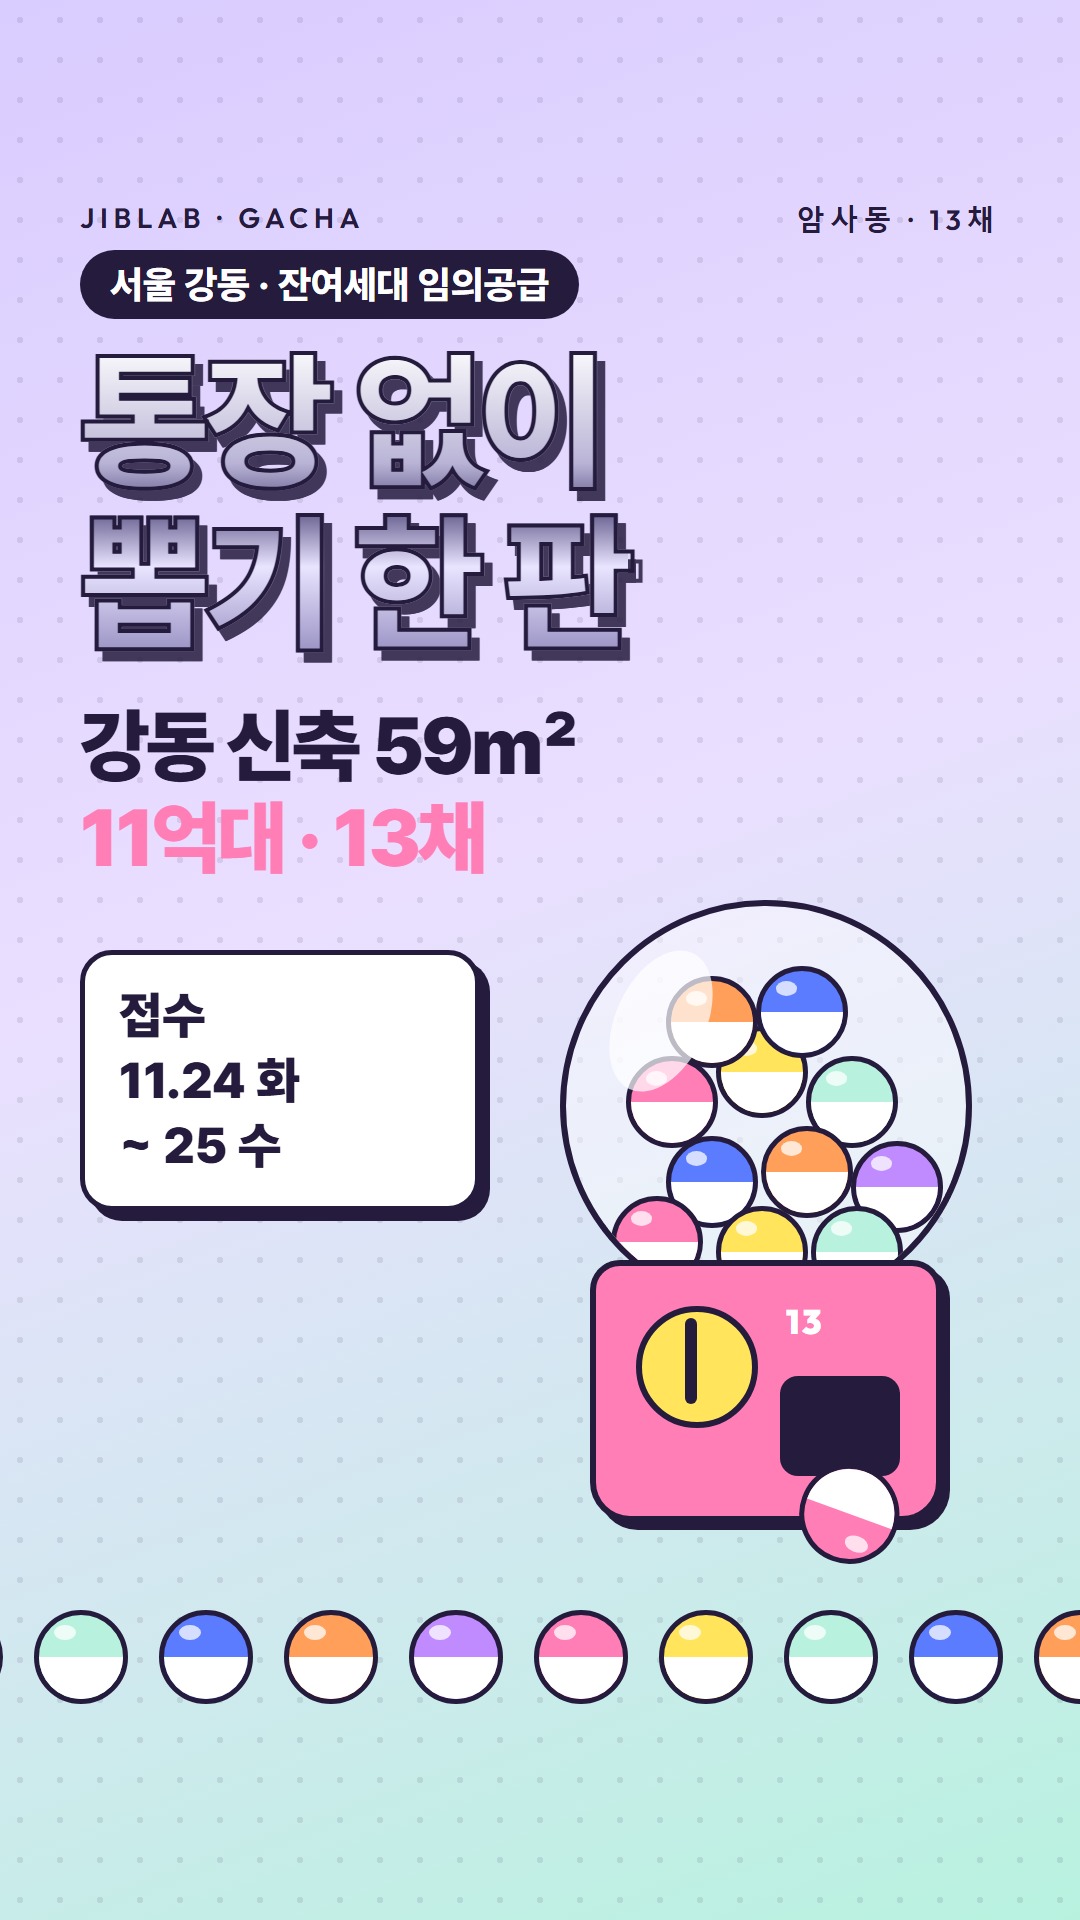 JIBLAB · GACHA
암사동 · 13채
서울 강동 · 잔여세대 임의공급
통장 없이
뽑기 한 판
강동 신축 59m²
11억대 · 13채
접수
11.24 화
~ 25 수
13